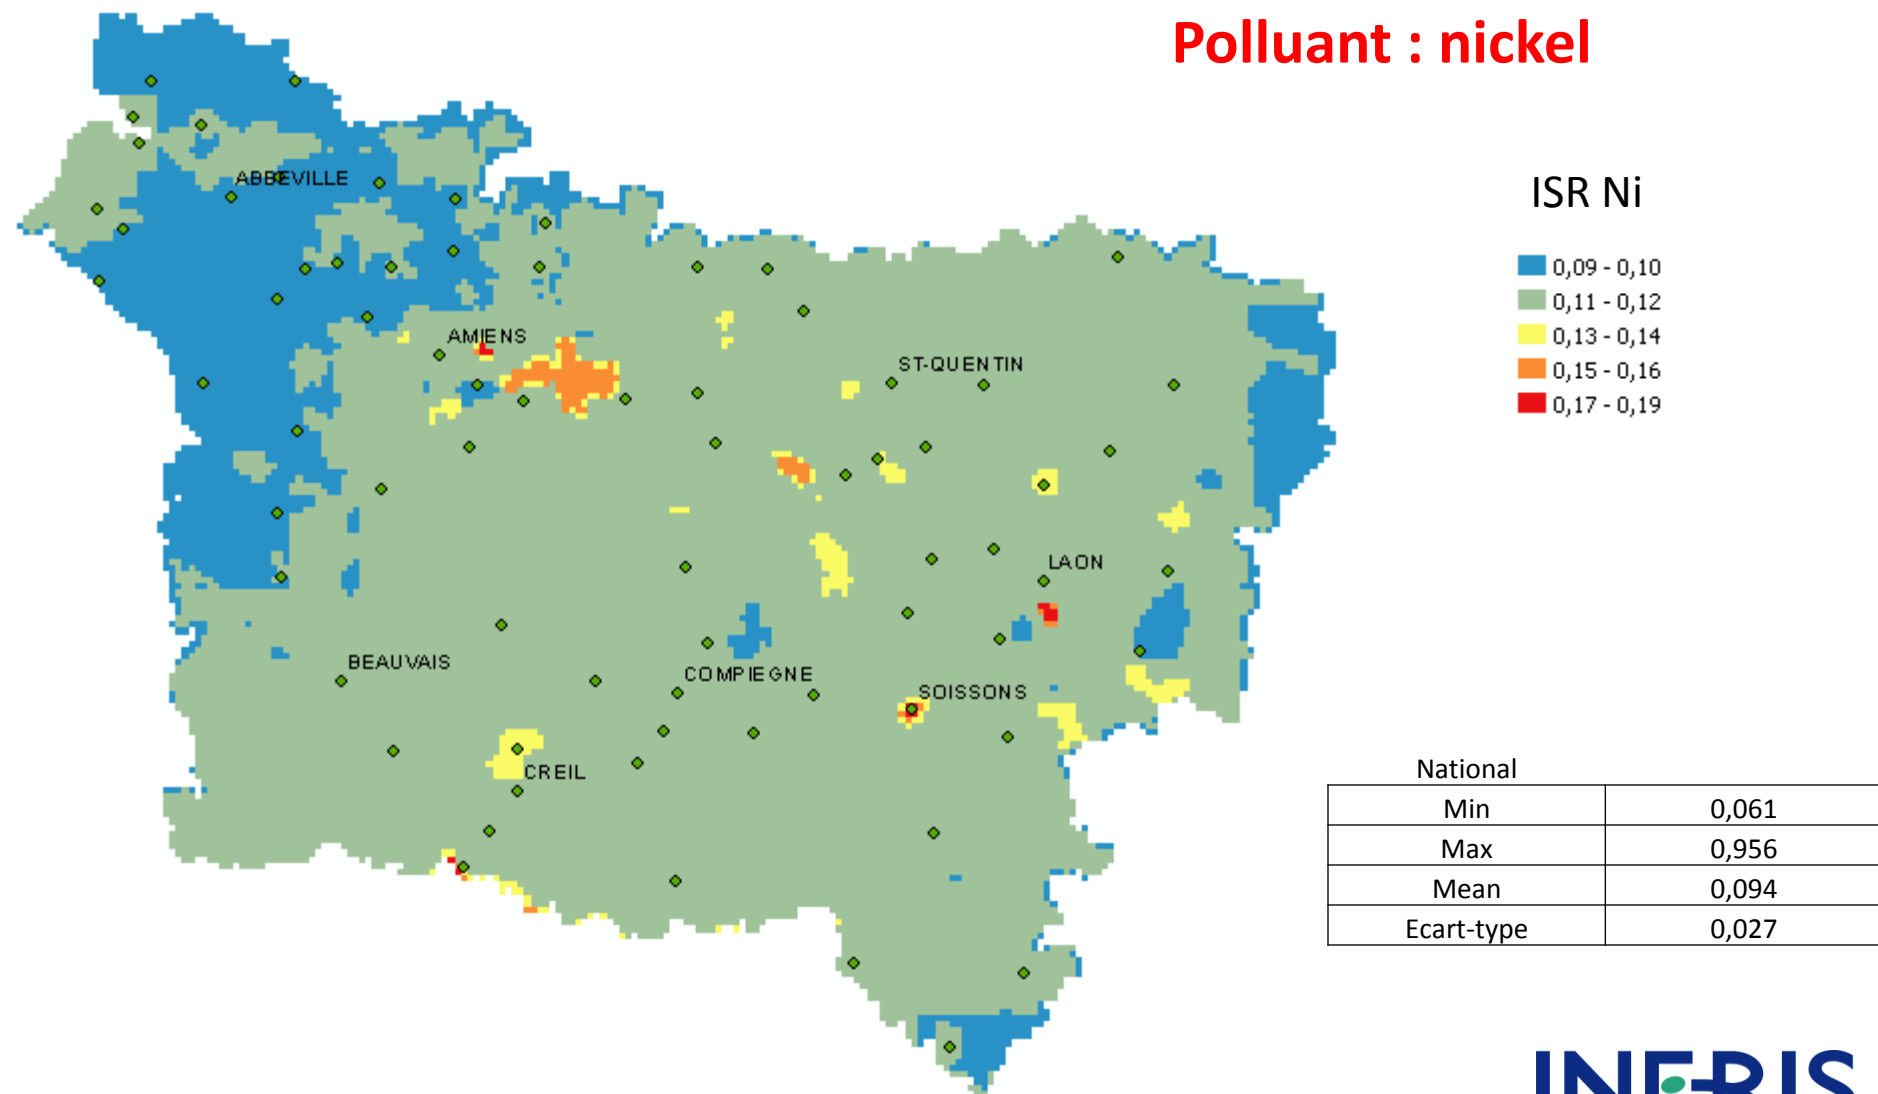 Polluant : nickel
ISR Ni
0,09 - 0,10
0,11 - 0,12
0,13 - 0,14
0,15 - 0,16
0,17 - 0,19
ABBEVILLE
AMIENS
ST-QUENTIN
LAON
BEAUVAIS
COMPIEGNE
SOISSONS
CREIL
National
Min 0,061
Max 0,956
Mean 0,094
Ecart-type 0,027
INERIS